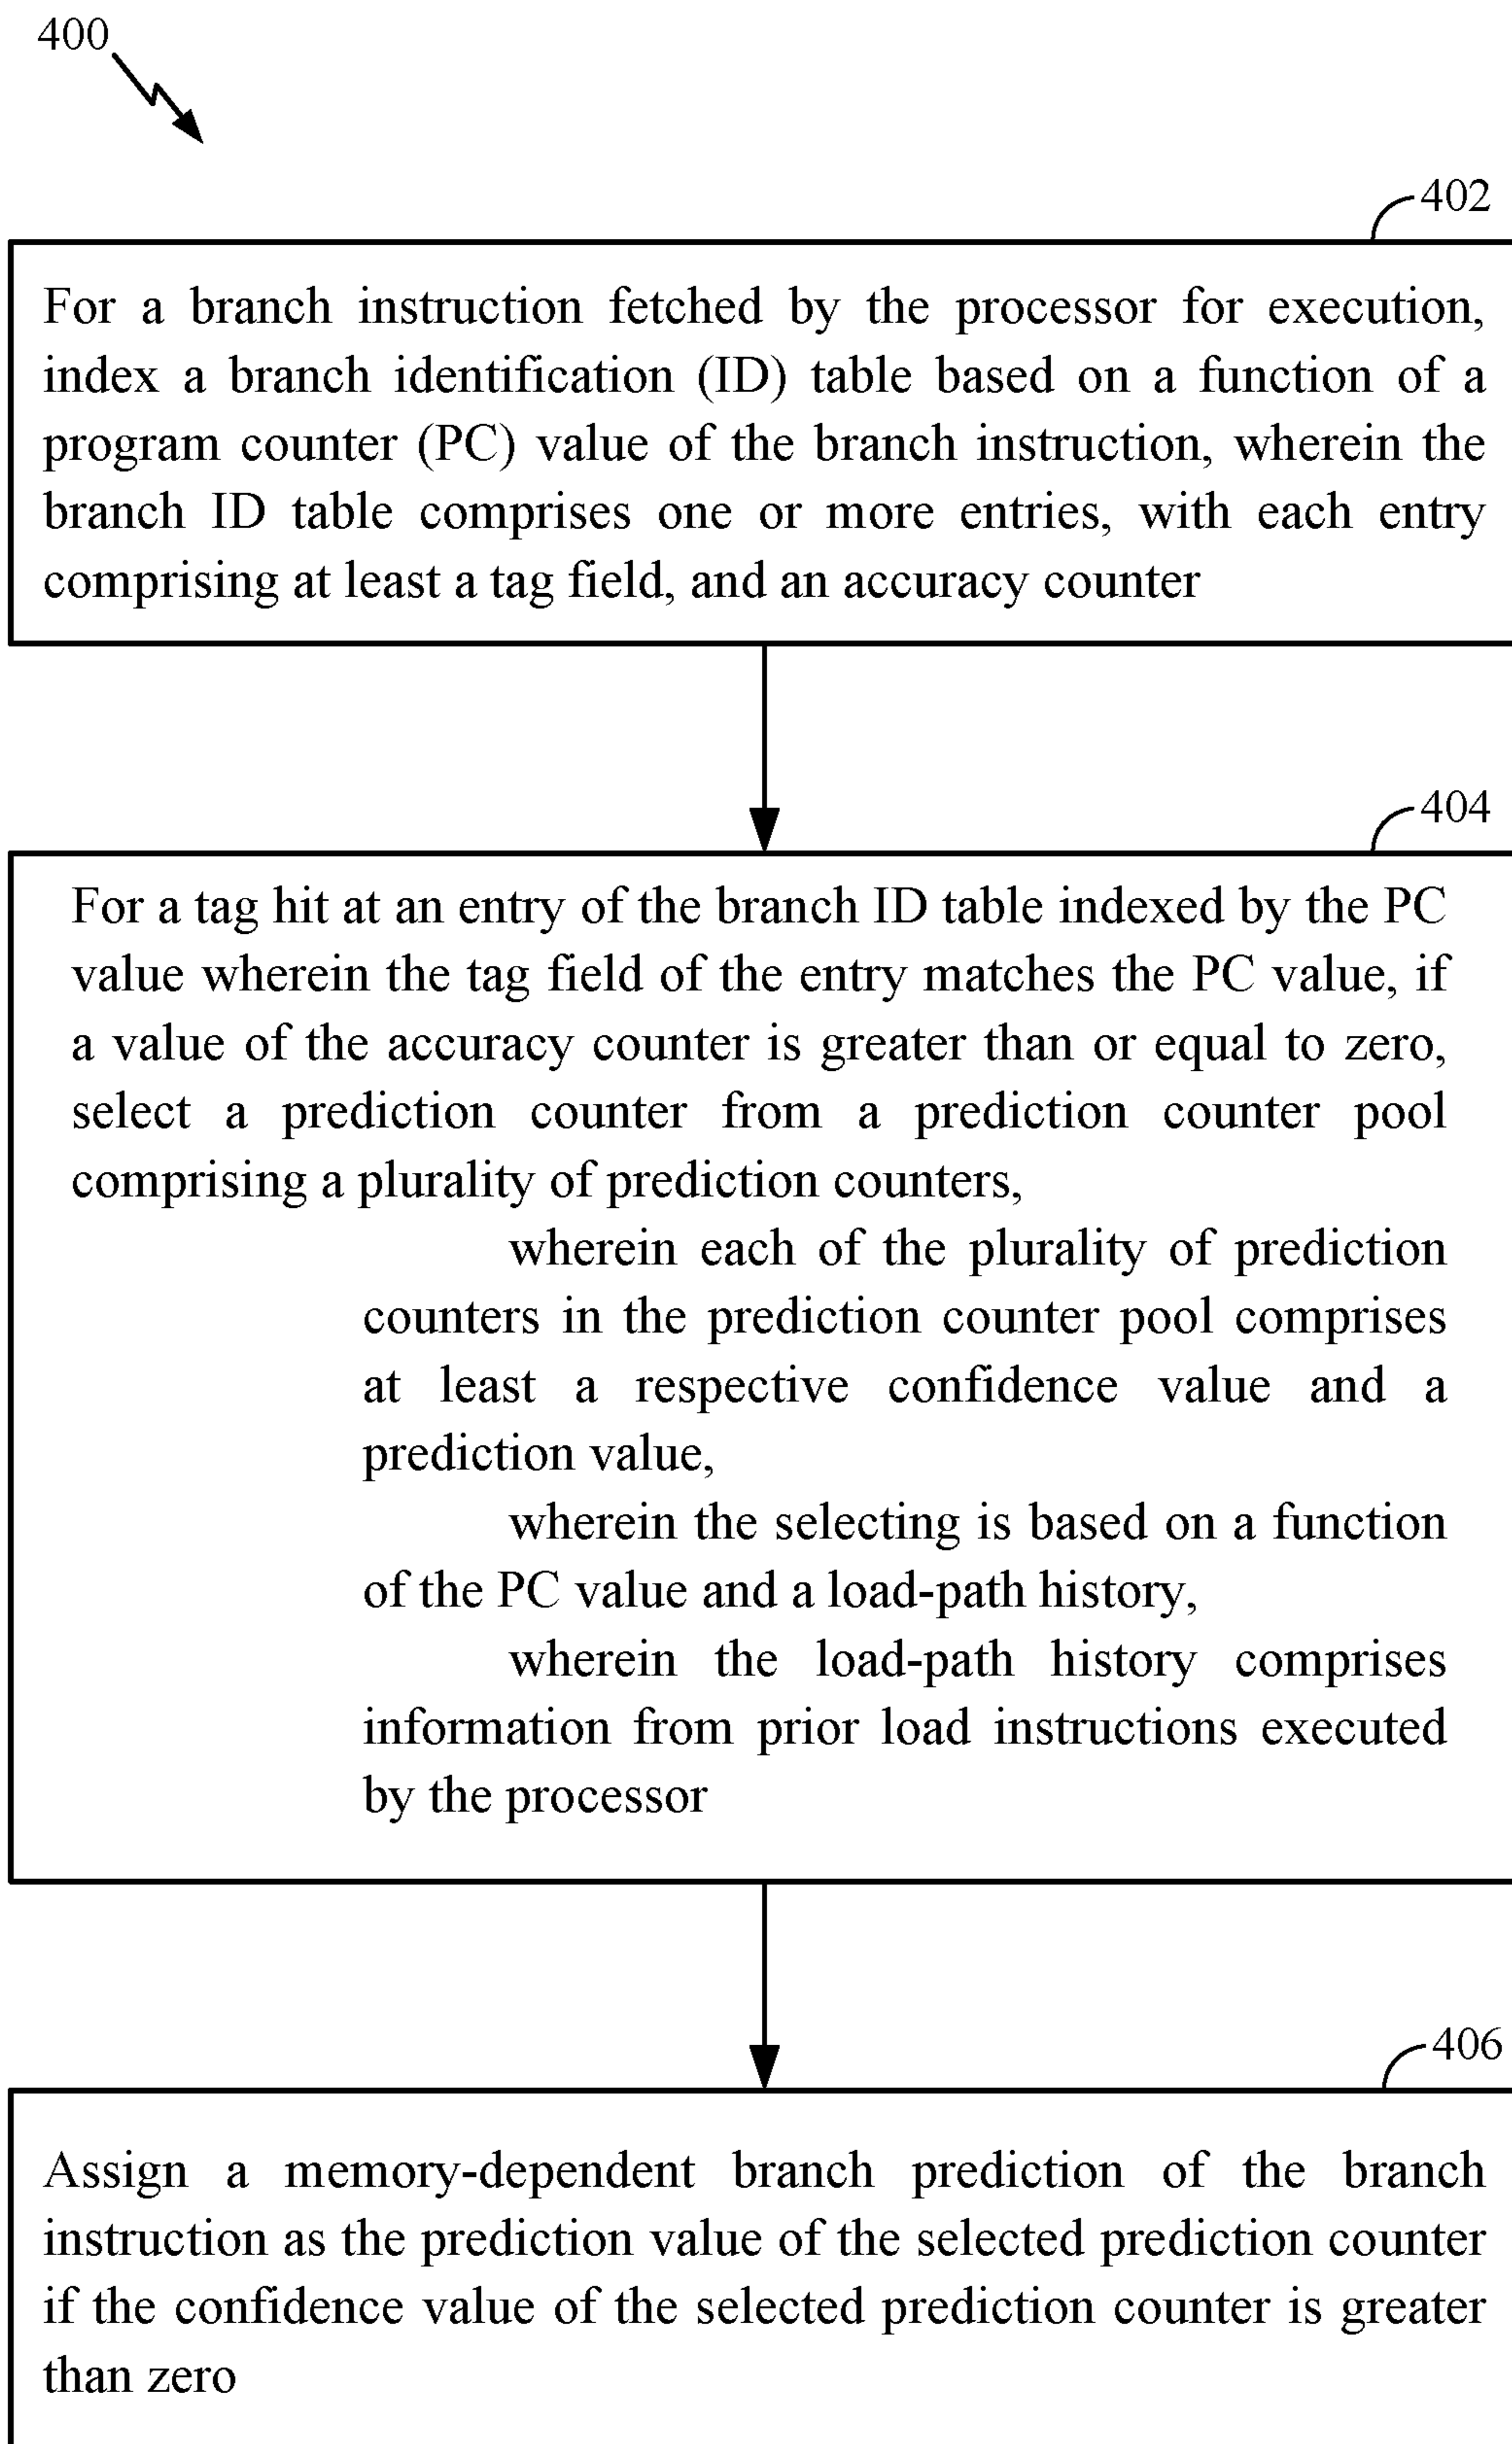 400
402
For a branch instruction fetched by the processor for execution,
index a branch identification (ID) table based on a function of a
program counter (PC) value of the branch instruction, wherein the
branch ID table comprises one or more entries, with each entry
comprising at least a tag field, and an accuracy counter
404
For a tag hit at an entry of the branch ID table indexed by the PC
value wherein the tag field of the entry matches the PC value, if
a value of the accuracy counter is greater than or equal to zero,
select a prediction counter from a prediction counter pool
comprising a plurality of prediction counters,
wherein each of the plurality of prediction
counters in the prediction counter pool comprises
at least a respective confidence value and a
prediction value,
wherein the selecting is based on a function
of the PC value and a load-path history,
wherein the load-path history comprises
information from prior load instructions executed
by the processor
406
Assign a memory-dependent branch prediction of the branch
instruction as the prediction value of the selected prediction counter
if the confidence value of the selected prediction counter is greater
than zero